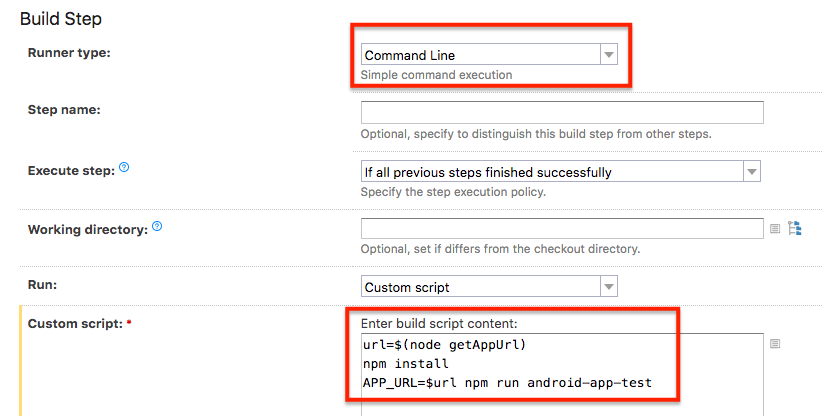 Build Step
Runner type:
Command Line
Simple command execution
Step name:
Optional, specify to distinguish this build step from other steps.
Execute step:
If all previous steps finished successfully
Specify the step execution policy.
Working directory:
Optional, set if differs from the checkout directory.
Run:
Custom script
Custom script: *
Enter build script content:
url=$(node getAppUrl)
npm install
APP_URL=$url npm run android-app-test